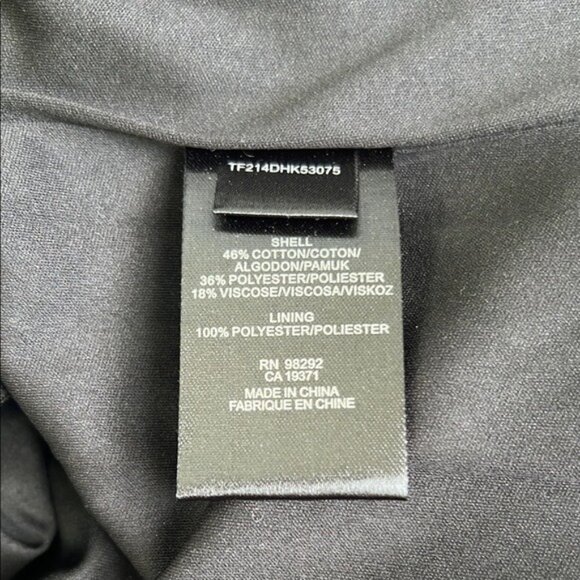 TF214DHK53075
SHELL
46% COTTON/COTON/
ALGODON/PAMUK
36% POLYESTER/POLIESTER
18% VISCOSE/VISCOSA/VISKOZ
LINING
100% POLYESTER/POLIESTER
RN 98292
CA 19371
MADE IN CHINA
FABRIQUE EN CHINE